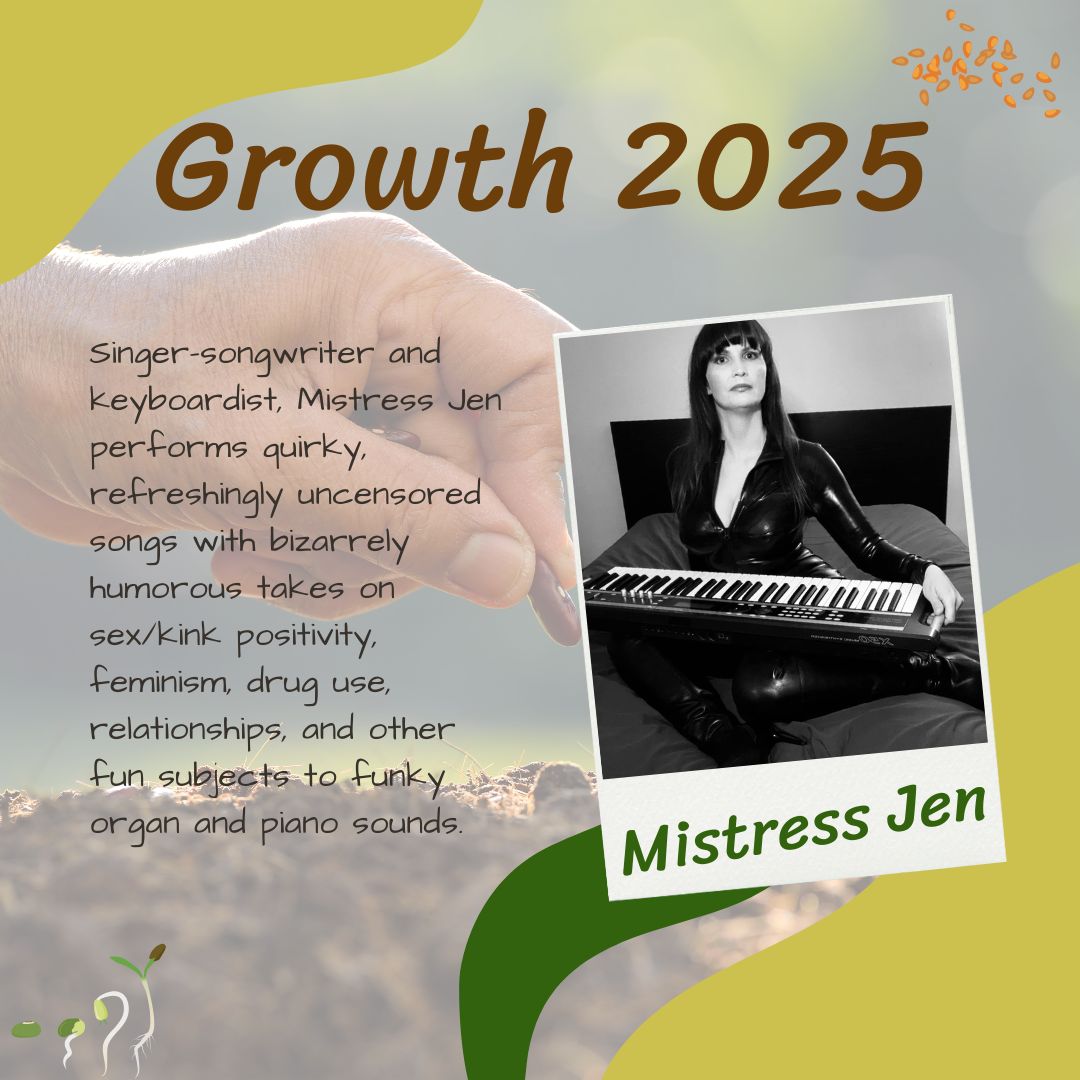 Growth 2025
Singer-songwriter and
keyboardist, Mistress Jen
performs quirky,
refreshingly uncensored
songs with bizarrely
humorous takes on
sex/kink positivity,
feminism, drug use,
relationships, and other
fun subjects to funky
organ and piano sounds.
Mistress Jen